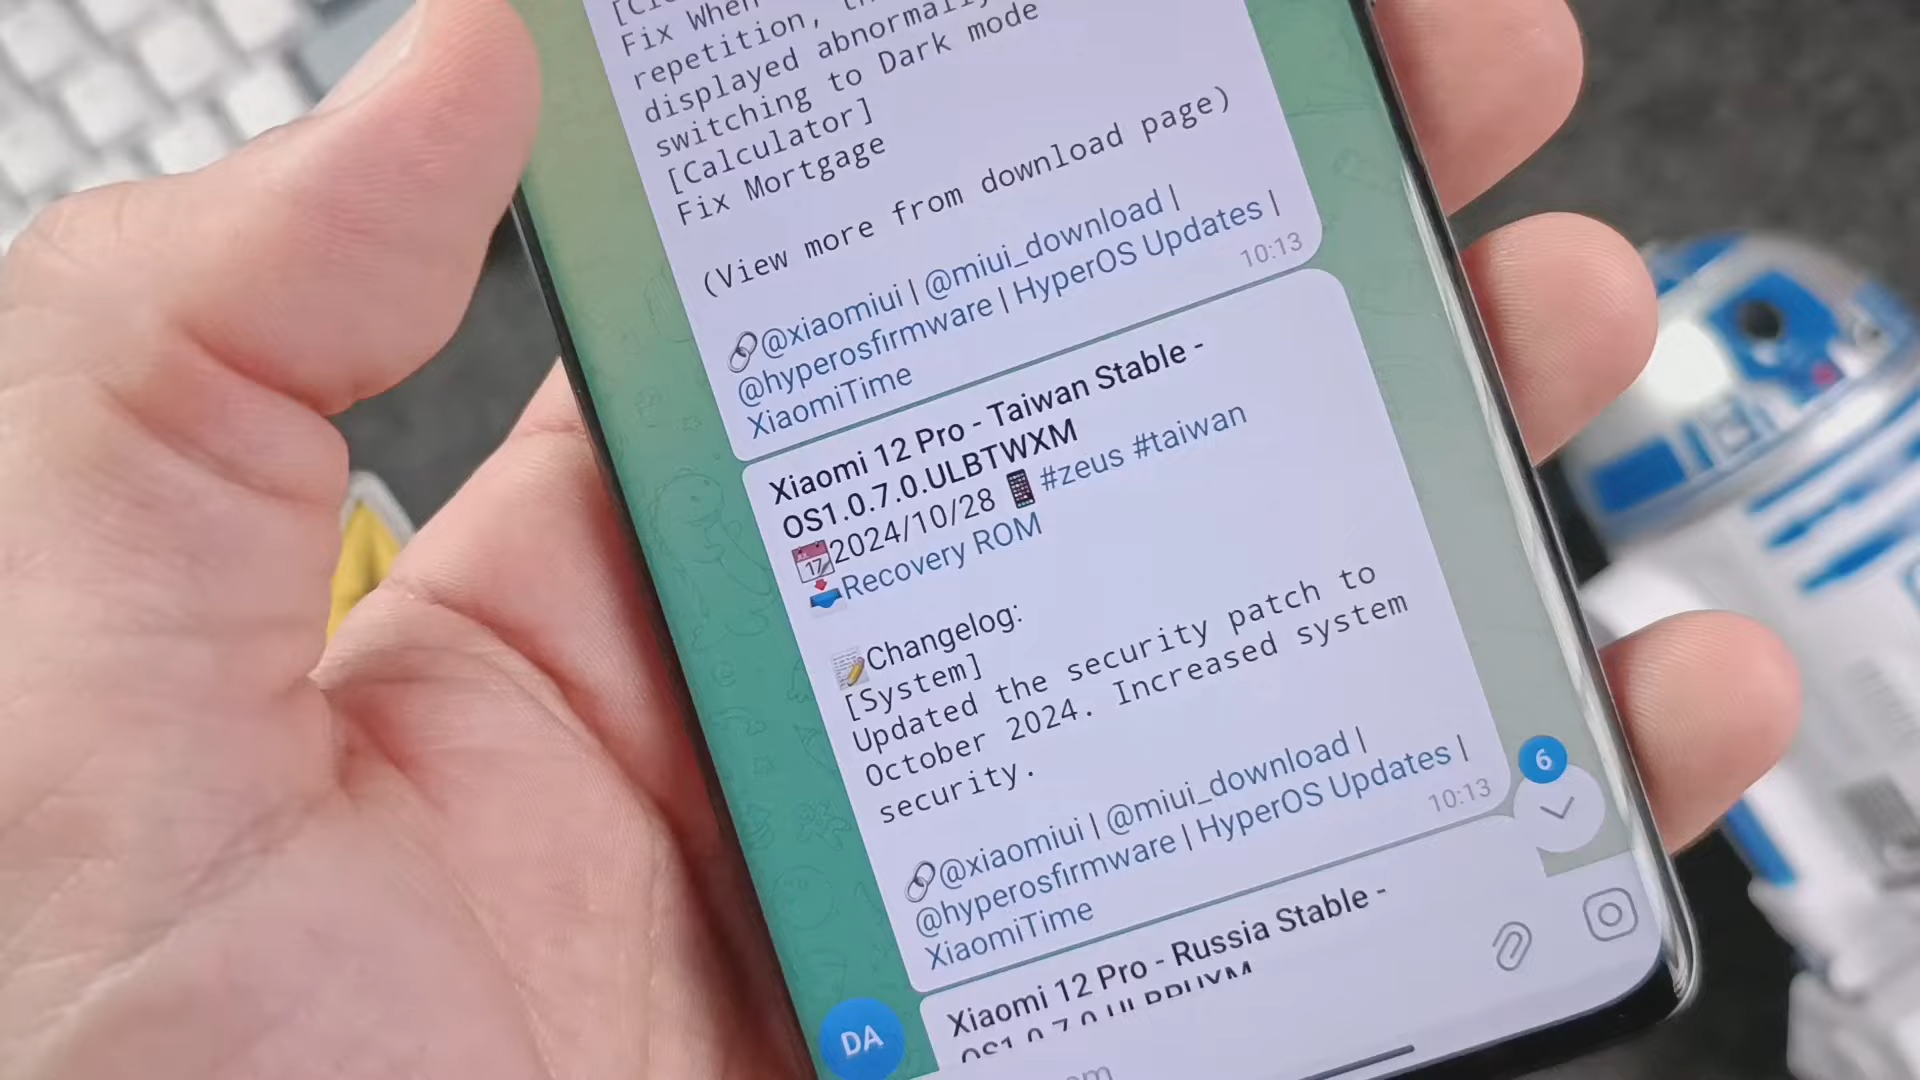 Fix When
repetition,
displayed abnormally
switching to Dark mode
[Calculator]
Fix Mortgage
(View more from download page)
@xiaomiui | @miui_download |
@hyperosfirmware | HyperOS Updates |
XiaomiTime
10:13
Xiaomi 12 Pro - Taiwan Stable -
OS1.0.7.0.ULBTWXM
2024/10/28 #zeus #taiwan
Recovery ROM
Changelog:
[System]
Updated the security patch to
October 2024. Increased system
security.
@xiaomiui | @miui_download |
@hyperosfirmware | HyperOS Updates |
XiaomiTime
10:13
6
Xiaomi 12 Pro - Russia Stable -
DA